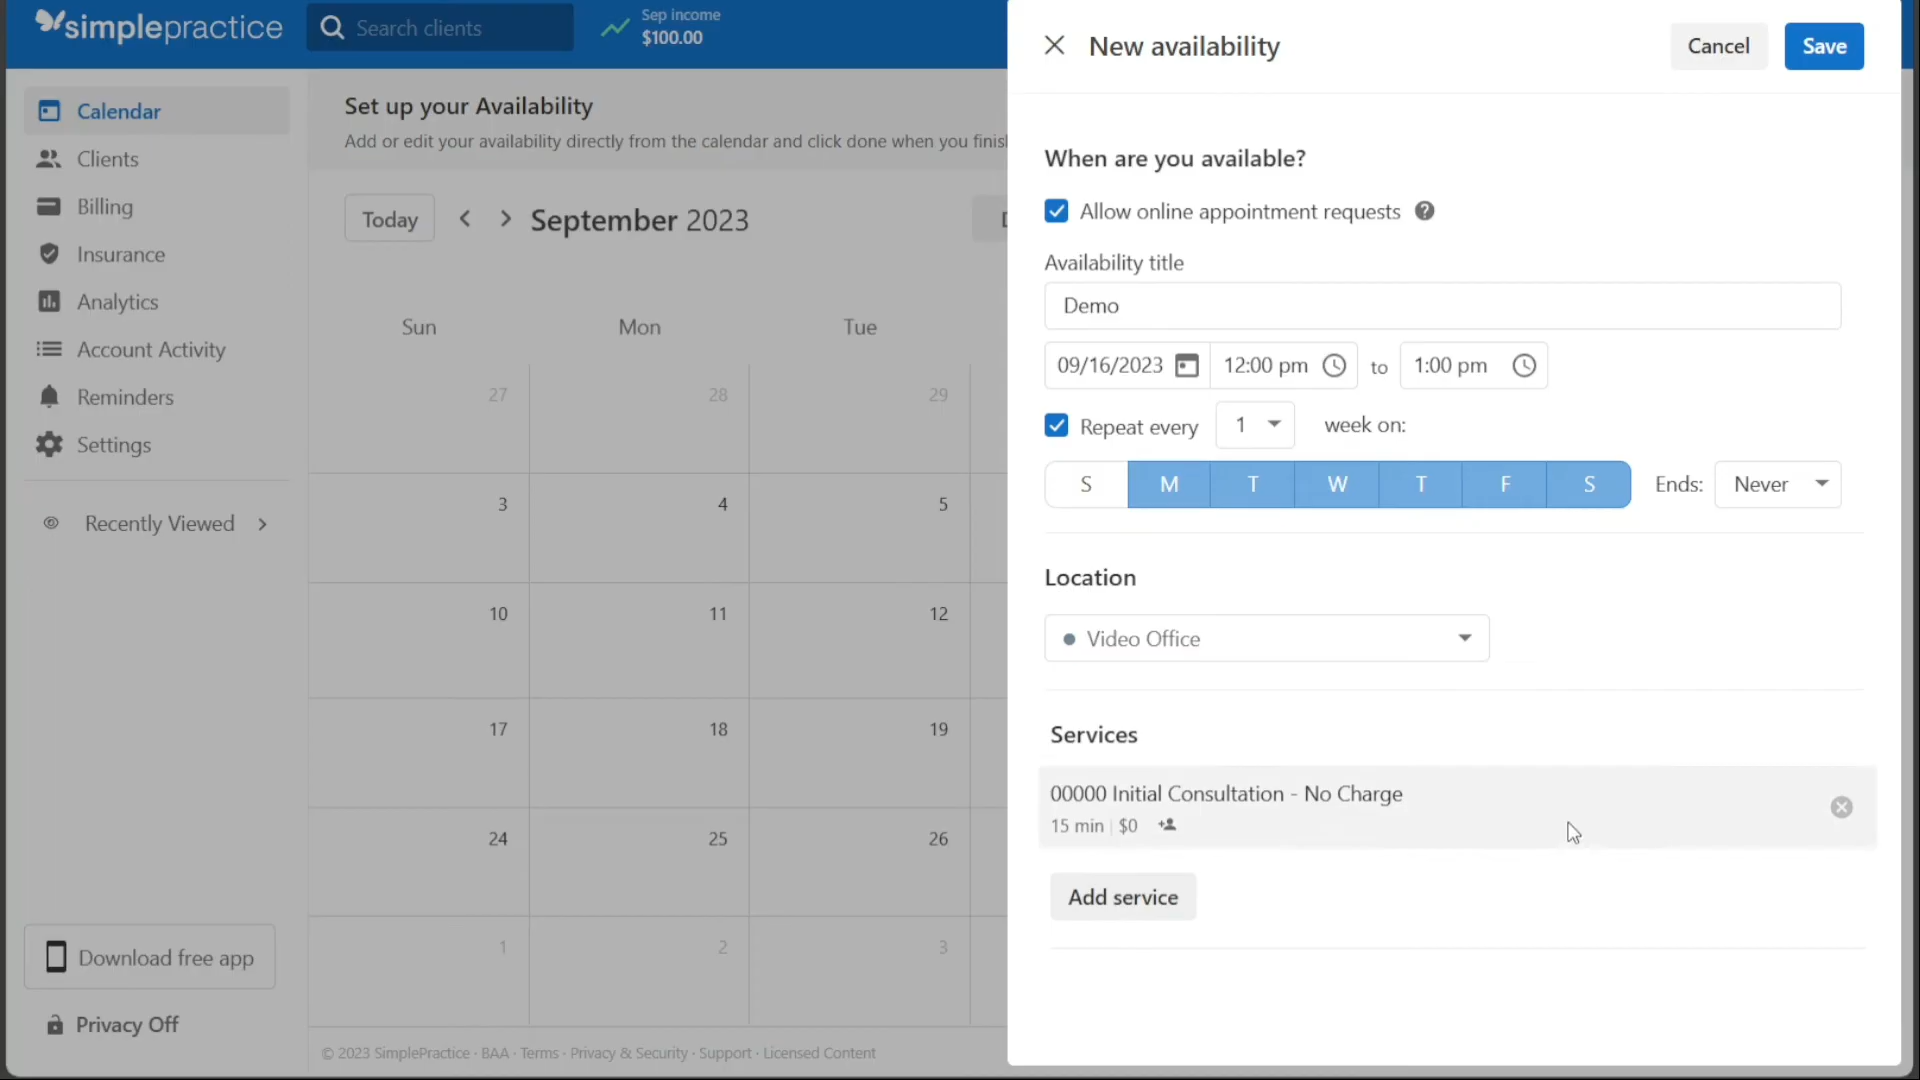 simplepractice
Search clients
Sep income
$100.00
Calendar
Clients
Billing
Insurance
Analytics
Account Activity
Reminders
Settings
Recently Viewed
Download free app
Privacy Off
Set up your Availability
Add or edit your availability directly from the calendar and click done when you
Today
September 2023
Sun Mon Tue
27 28 29
3 4 5
10 11 12
17 18 19
24 25 26
1 2 3
© 2023 SimplePractice · BAA · Terms · Privacy & Security · Support · Licensed Content
New availability
Cancel
Save
When are you available?
Allow online appointment requests
Availability title
Demo
09/16/2023 12:00 pm to 1:00 pm
Repeat every 1 week on:
S M T W T F S Ends: Never
Location
Video Office
Services
00000 Initial Consultation - No Charge
15 min | $0
Add service